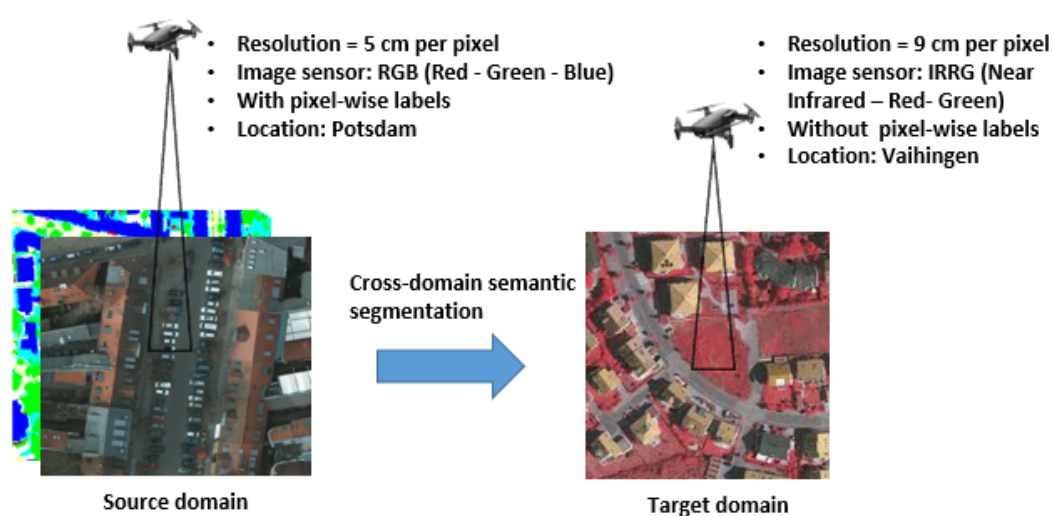 • Resolution = 5 cm per pixel
• Image sensor: RGB (Red - Green - Blue)
• With pixel-wise labels
• Location: Potsdam
• Resolution = 9 cm per pixel
• Image sensor: IRRG (Near
Infrared – Red- Green)
• Without pixel-wise labels
• Location: Vaihingen
Cross-domain semantic
segmentation
Source domain
Target domain